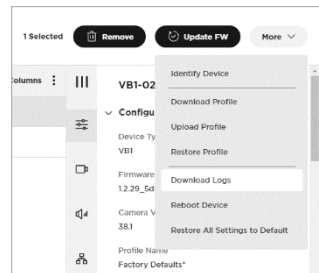 1 Selected
Remove
Update FW
More
olumns
VB1-02
Identify Device
Configu
Download Profile
Device Ty
VB1
Upload Profile
Restore Profile
Firmware
1.2.29_5d
Download Logs
Camera V
38.1
Reboot Device
Profile Name
Factory Defaults*
Restore All Settings to Default